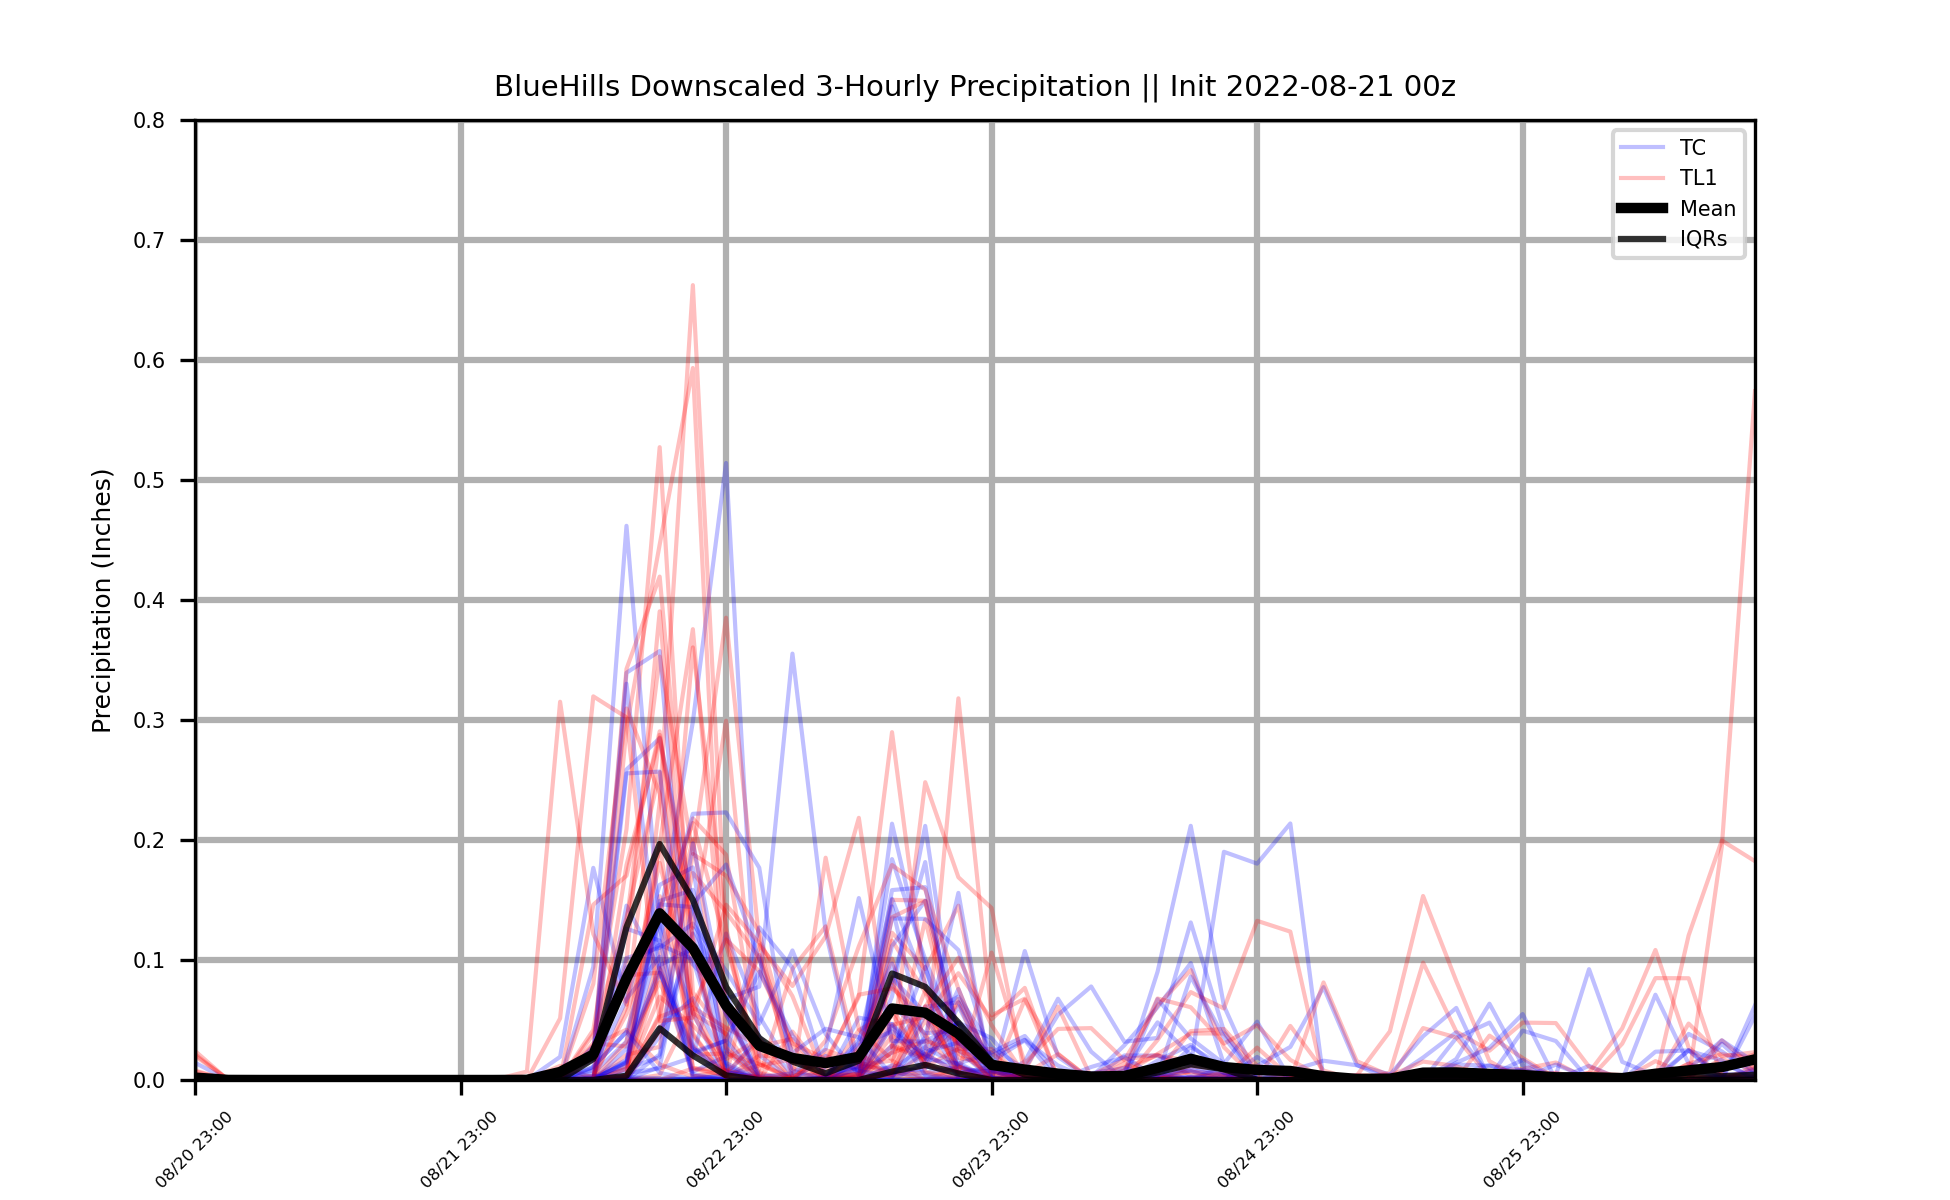 BlueHills Downscaled 3-Hourly Precipitation || Init 2022-08-21 00z
Precipitation (Inches)
0.8
0.7
0.6
0.5
0.4
0.3
0.2
0.1
0.0
TC
TL1
Mean
IQRs
08/20 23:00
08/21 23:00
08/22 23:00
08/23 23:00
08/24 23:00
08/25 23:00